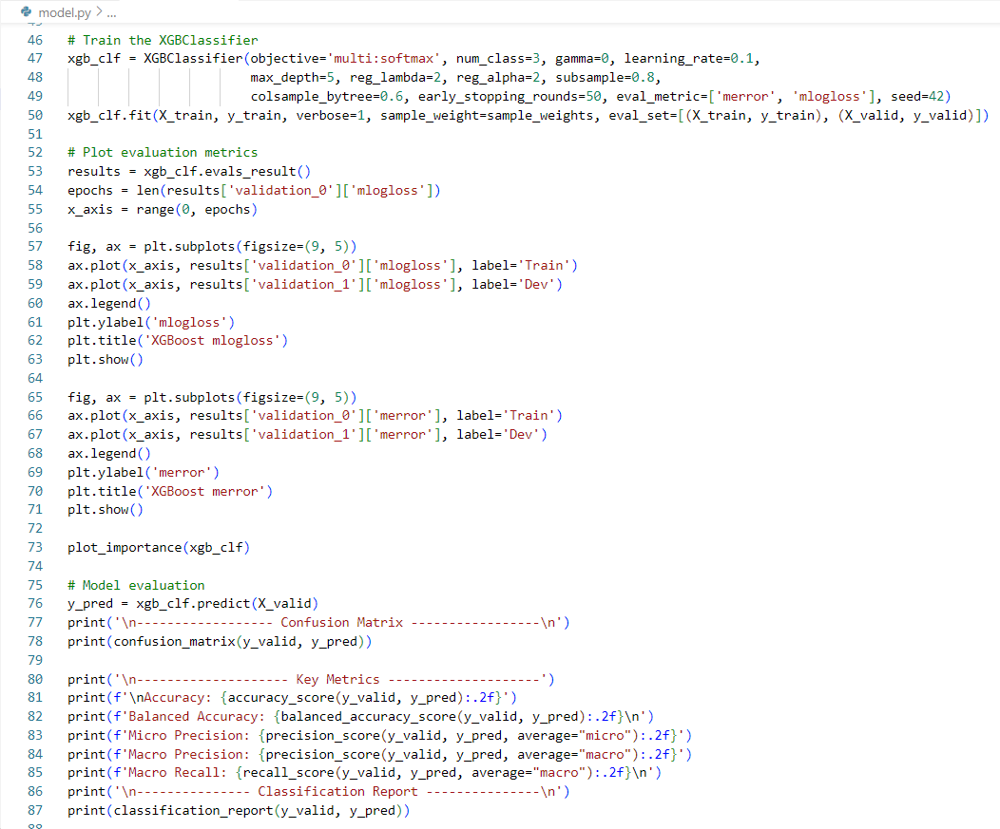 model.py > ...
45
46 # Train the XGBClassifier
47 xgb_clf = XGBClassifier(objective='multi:softmax', num_class=3, gamma=0, learning_rate=0.1,
48                         max_depth=5, reg_lambda=2, reg_alpha=2, subsample=0.8,
49                         colsample_bytree=0.6, early_stopping_rounds=50, eval_metric=['merror', 'mlogloss'], seed=42)
50 xgb_clf.fit(X_train, y_train, verbose=1, sample_weight=sample_weights, eval_set=[(X_train, y_train), (X_valid, y_valid)])
51
52 # Plot evaluation metrics
53 results = xgb_clf.evals_result()
54 epochs = len(results['validation_0']['mlogloss'])
55 x_axis = range(0, epochs)
56
57 fig, ax = plt.subplots(figsize=(9, 5))
58 ax.plot(x_axis, results['validation_0']['mlogloss'], label='Train')
59 ax.plot(x_axis, results['validation_1']['mlogloss'], label='Dev')
60 ax.legend()
61 plt.ylabel('mlogloss')
62 plt.title('XGBoost mlogloss')
63 plt.show()
64
65 fig, ax = plt.subplots(figsize=(9, 5))
66 ax.plot(x_axis, results['validation_0']['merror'], label='Train')
67 ax.plot(x_axis, results['validation_1']['merror'], label='Dev')
68 ax.legend()
69 plt.ylabel('merror')
70 plt.title('XGBoost merror')
71 plt.show()
72
73 plot_importance(xgb_clf)
74
75 # Model evaluation
76 y_pred = xgb_clf.predict(X_valid)
77 print('\n------------------ Confusion Matrix -----------------\n')
78 print(confusion_matrix(y_valid, y_pred))
79
80 print('\n-------------------- Key Metrics --------------------')
81 print(f'\nAccuracy: {accuracy_score(y_valid, y_pred):.2f}')
82 print(f'Balanced Accuracy: {balanced_accuracy_score(y_valid, y_pred):.2f}\n')
83 print(f'Micro Precision: {precision_score(y_valid, y_pred, average="micro"):.2f}')
84 print(f'Macro Precision: {precision_score(y_valid, y_pred, average="macro"):.2f}')
85 print(f'Macro Recall: {recall_score(y_valid, y_pred, average="macro"):.2f}\n')
86 print('\n--------------- Classification Report ---------------\n')
87 print(classification_report(y_valid, y_pred))
88